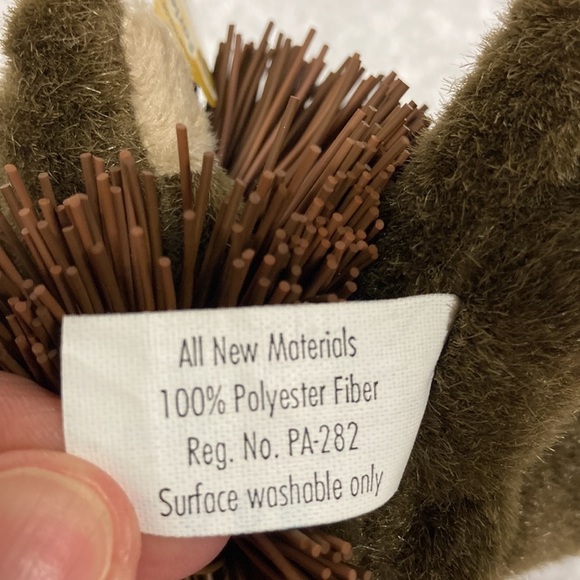 All New Materials
100% Polyester Fiber
Reg. No. PA-282
Surface washable only